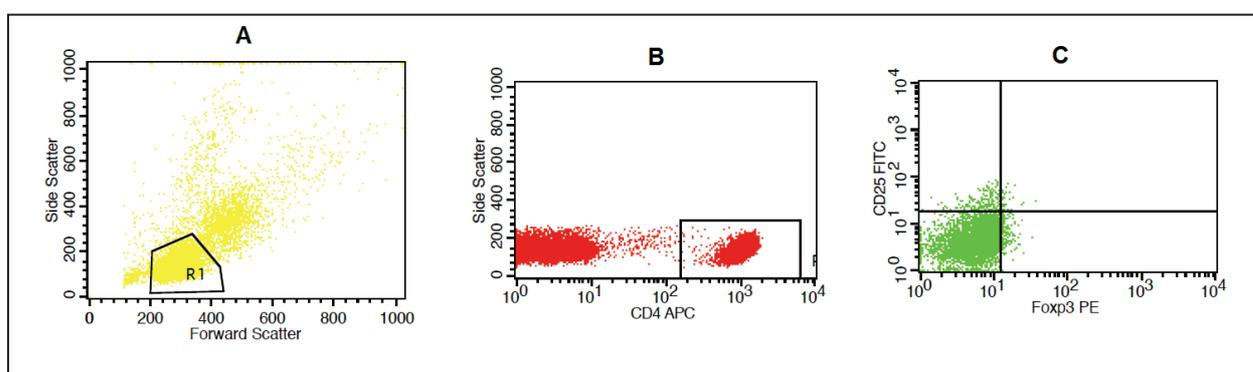 A
1000
800
600
400
200
0
Side Scatter
R1
0 200 400 600 800 1000
Forward Scatter
B
1000
800
600
400
200
0
Side Scatter
10^0 10^1 10^2 10^3 10^4
CD4 APC
C
10^4
10^3
10^2
10^1
10^0
CD25 FITC
10^0 10^1 10^2 10^3 10^4
Foxp3 PE